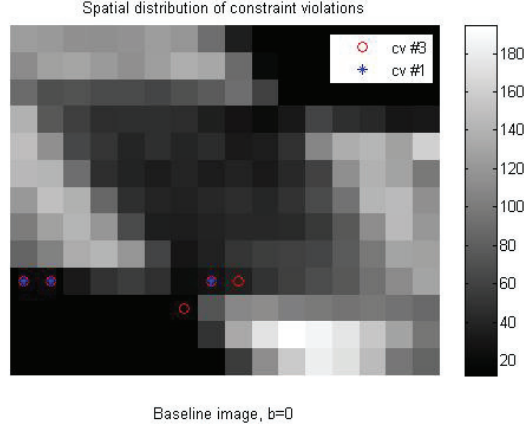 Spatial distribution of constraint violations
cv #3
cv #1
180
160
140
120
100
80
60
40
20
Baseline image, b=0